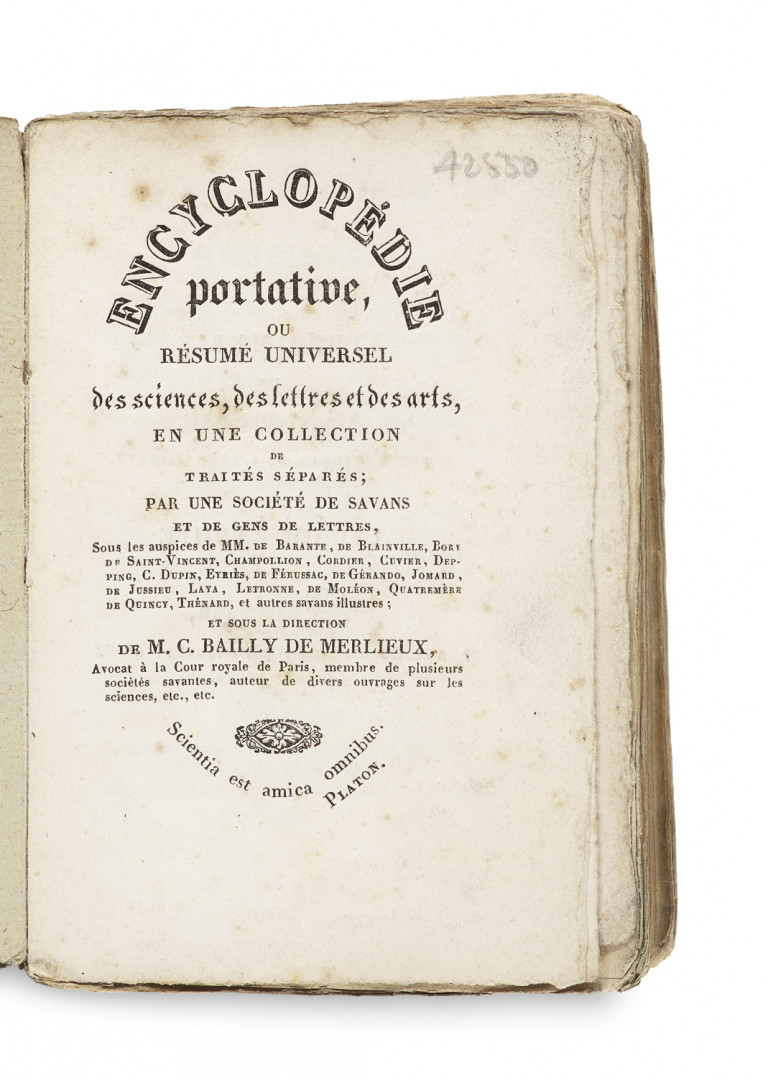 42550
ENCYCLOPÉDIE
portative,
OU
RÉSUMÉ UNIVERSEL
des sciences, des lettres et des arts,
EN UNE COLLECTION
DE
TRAITÉS SÉPARÉS;
PAR UNE SOCIÉTÉ DE SAVANS
ET DE GENS DE LETTRES,
Sous les auspices de MM. DE BARANTE, DE BLAINVILLE, BORY
DE SAINT-VINCENT, CHAMPOLLION, CORDIER, CUVIER, DEP-
PING, C. DUPIN, EYRIÈS, DE FÉRUSSAC, DE GÉRANDO, JOMARD,
DE JUSSIEU, LAYA, LETRONNE, DE MOLÉON, QUATREMÈRE
DE QUINCY, THÉNARD, et autres savans illustres;
ET SOUS LA DIRECTION
DE M. C. BAILLY DE MERLIEUX,
Avocat à la Cour royale de Paris, membre de plusieurs
sociétés savantes, auteur de divers ouvrages sur les
sciences, etc., etc.
Scientia est amica omnibus.
PLATON.